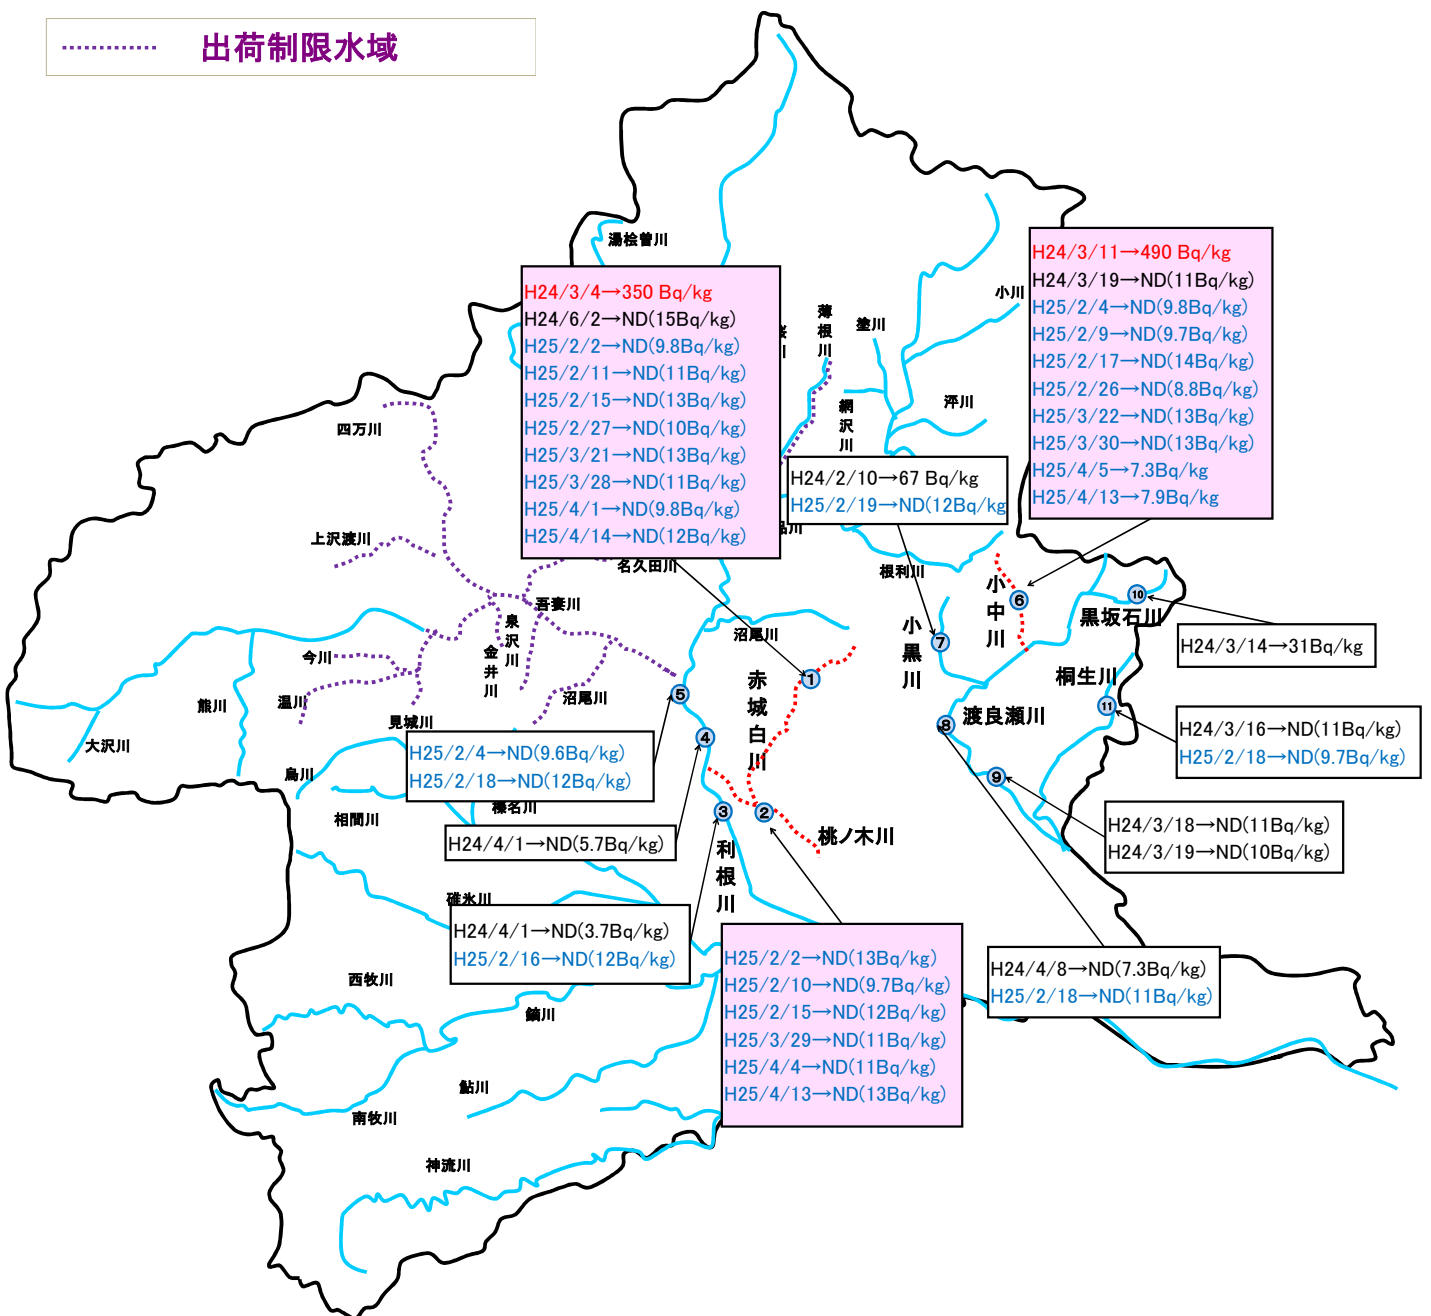 出荷制限水域
湯桧曽川
H24/3/4→350 Bq/kg
H24/6/2→ND(15Bq/kg)
H25/2/2→ND(9.8Bq/kg)
H25/2/11→ND(11Bq/kg)
H25/2/15→ND(13Bq/kg)
H25/2/27→ND(10Bq/kg)
H25/3/21→ND(13Bq/kg)
H25/3/28→ND(11Bq/kg)
H25/4/1→ND(9.8Bq/kg)
H25/4/14→ND(12Bq/kg)
H24/3/11→490 Bq/kg
H24/3/19→ND(11Bq/kg)
H25/2/4→ND(9.8Bq/kg)
H25/2/9→ND(9.7Bq/kg)
H25/2/17→ND(14Bq/kg)
H25/2/26→ND(8.8Bq/kg)
H25/3/22→ND(13Bq/kg)
H25/3/30→ND(13Bq/kg)
H25/4/5→7.3Bq/kg
H25/4/13→7.9Bq/kg
小川
薄根川
塗川
泙川
網沢川
四万川
H24/2/10→67 Bq/kg
H25/2/19→ND(12Bq/kg
上沢渡川
名久田川
根利川
吾妻川
泉沢川
金井川
今川
温川
熊川
大沢川
見城川
沼尾川
沼尾川
赤城白川
小黒川
小中川
黒坂石川
桐生川
渡良瀬川
①
②
③
④
⑤
⑥
⑦
⑧
⑨
⑩
⑪
H24/3/14→31Bq/kg
H24/3/16→ND(11Bq/kg)
H25/2/18→ND(9.7Bq/kg)
H25/2/4→ND(9.6Bq/kg)
H25/2/18→ND(12Bq/kg)
烏川
榛名川
相間川
H24/3/18→ND(11Bq/kg)
H24/3/19→ND(10Bq/kg)
H24/4/1→ND(5.7Bq/kg)
桃ノ木川
利根川
碓氷川
H24/4/1→ND(3.7Bq/kg)
H25/2/16→ND(12Bq/kg)
H25/2/2→ND(13Bq/kg)
H25/2/10→ND(9.7Bq/kg)
H25/2/15→ND(12Bq/kg)
H25/3/29→ND(11Bq/kg)
H25/4/4→ND(11Bq/kg)
H25/4/13→ND(13Bq/kg)
H24/4/8→ND(7.3Bq/kg)
H25/2/18→ND(11Bq/kg)
西牧川
鏑川
鮎川
南牧川
神流川